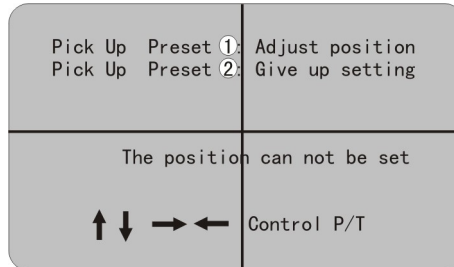 Pick Up Preset 1: Adjust position
Pick Up Preset 2: Give up setting
The position can not be set
↑ ↓ → ← Control P/T